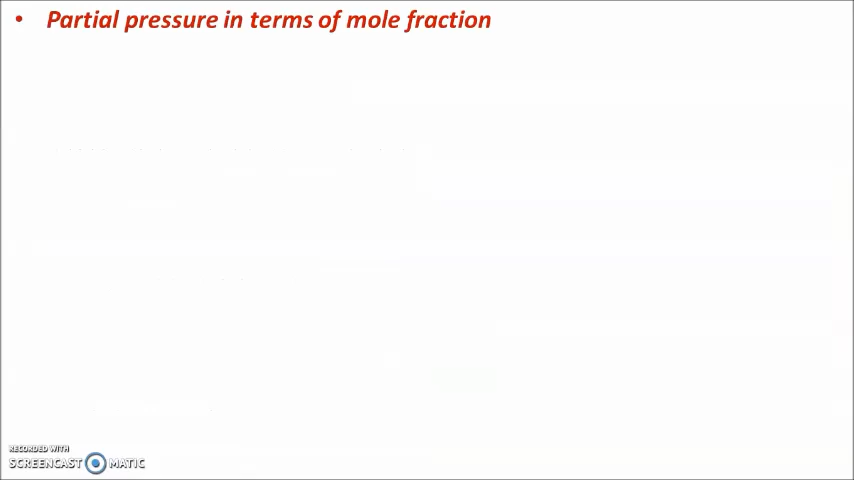 • Partial pressure in terms of mole fraction
RECORDED WITH
SCREENCAST MATIC